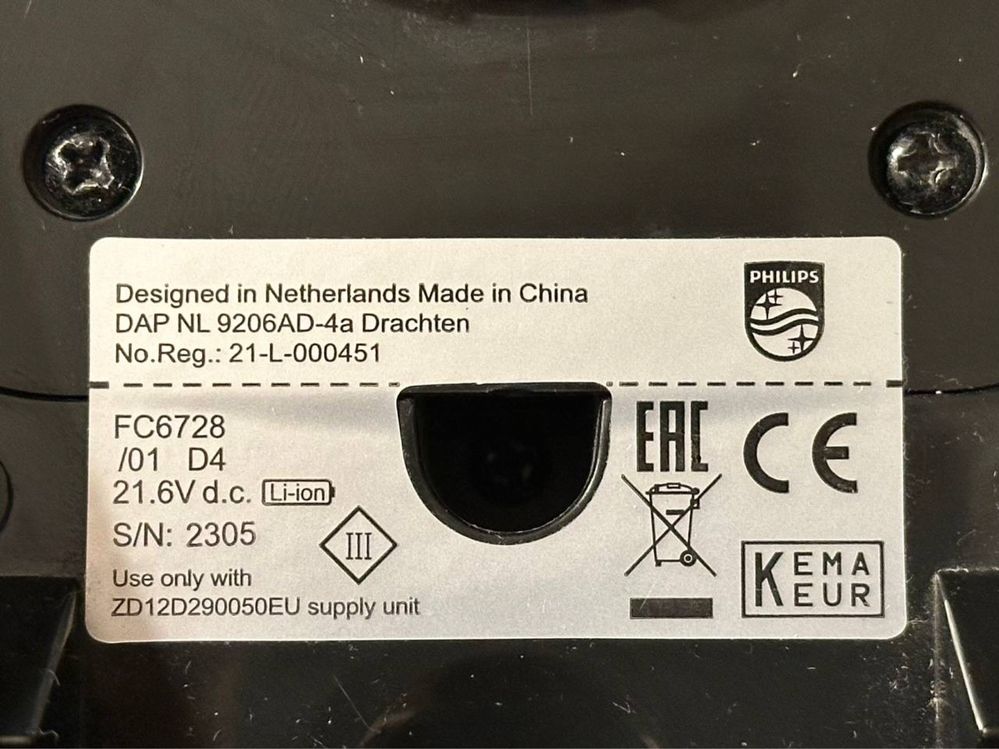 Designed in Netherlands Made in China
DAP NL 9206AD-4a Drachten
No.Reg.: 21-L-000451
PHILIPS
FC6728
/01 D4
21.6V d.c. Li-ion
S/N: 2305
III
Use only with
ZD12D290050EU supply unit
EAC
CE
KEMA
EUR